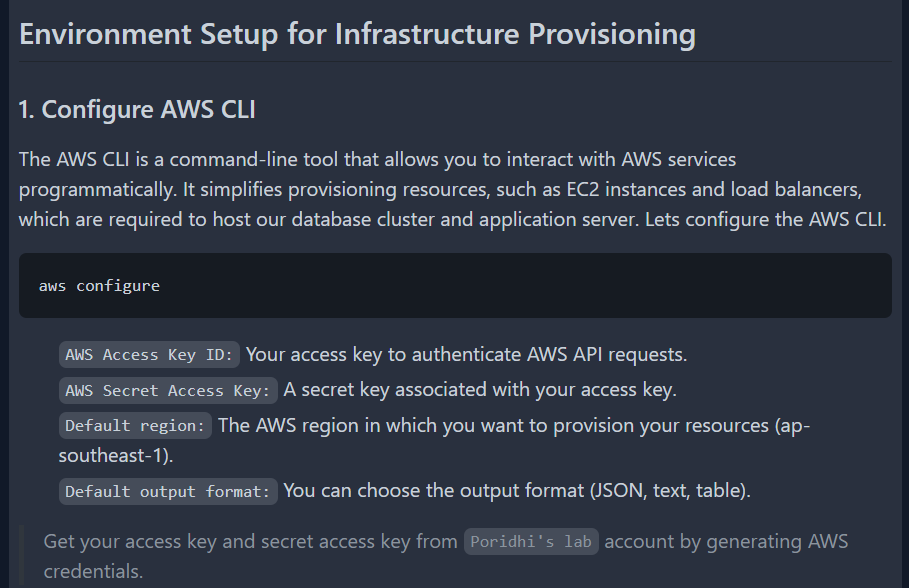 Environment Setup for Infrastructure Provisioning
1. Configure AWS CLI
The AWS CLI is a command-line tool that allows you to interact with AWS services
programmatically. It simplifies provisioning resources, such as EC2 instances and load balancers,
which are required to host our database cluster and application server. Lets configure the AWS CLI.
aws configure
AWS Access Key ID: Your access key to authenticate AWS API requests.
AWS Secret Access Key: A secret key associated with your access key.
Default region: The AWS region in which you want to provision your resources (ap-
southeast-1).
Default output format: You can choose the output format (JSON, text, table).
Get your access key and secret access key from Poridhi's lab account by generating AWS
credentials.